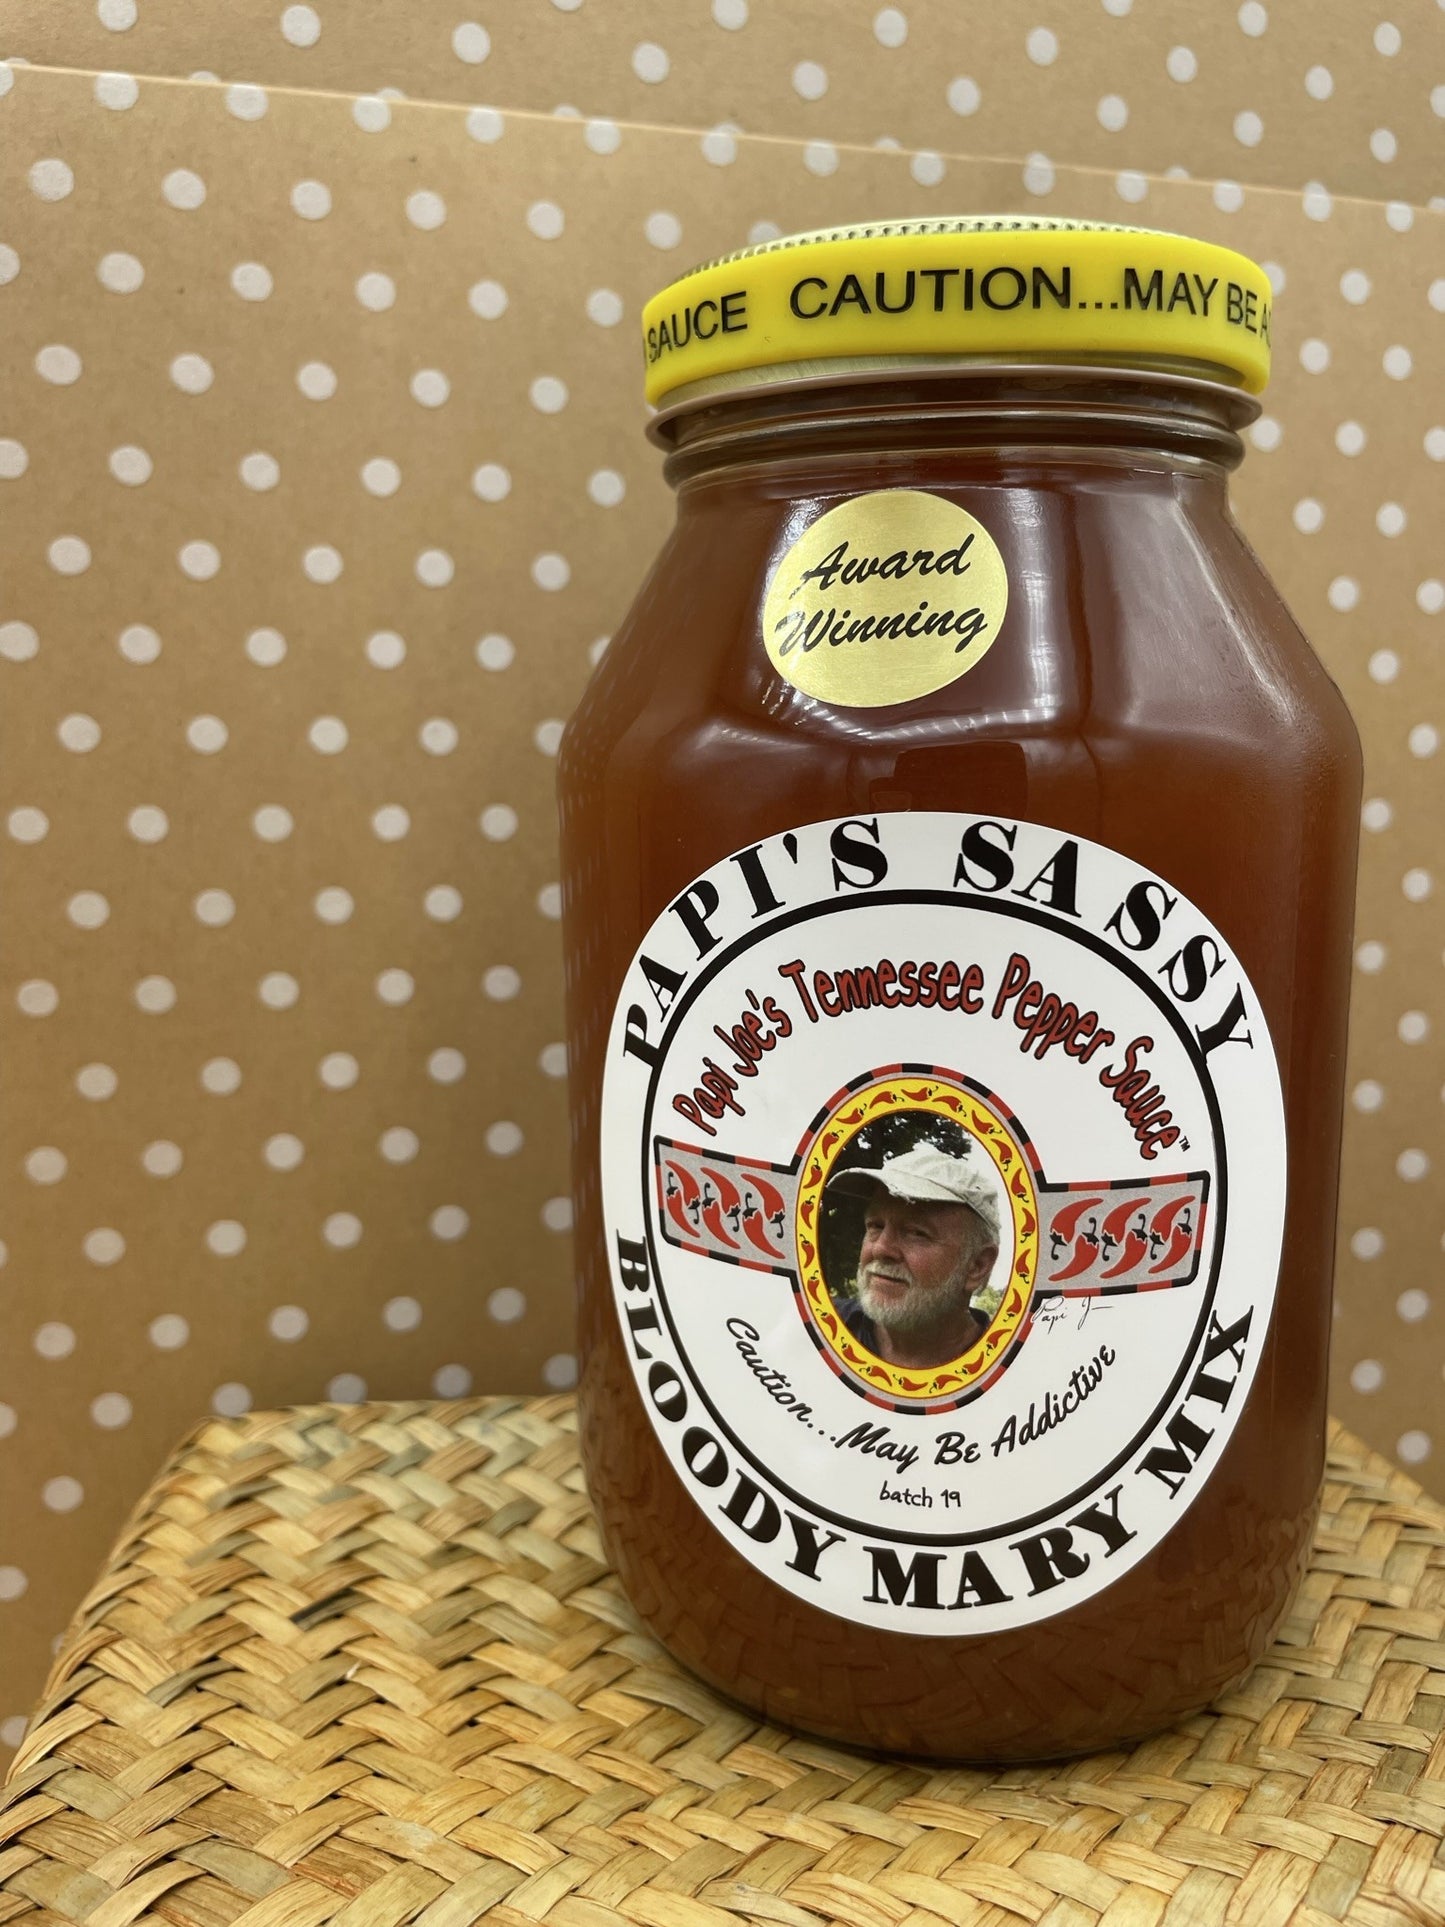 SAUCE CAUTION...MAY BE
Award
Winning
PAPI'S SASSY
Papi Joe's Tennessee Pepper Sauce™
Papi J
Caution...May Be Addictive
batch 19
BLOODY MARY MIX